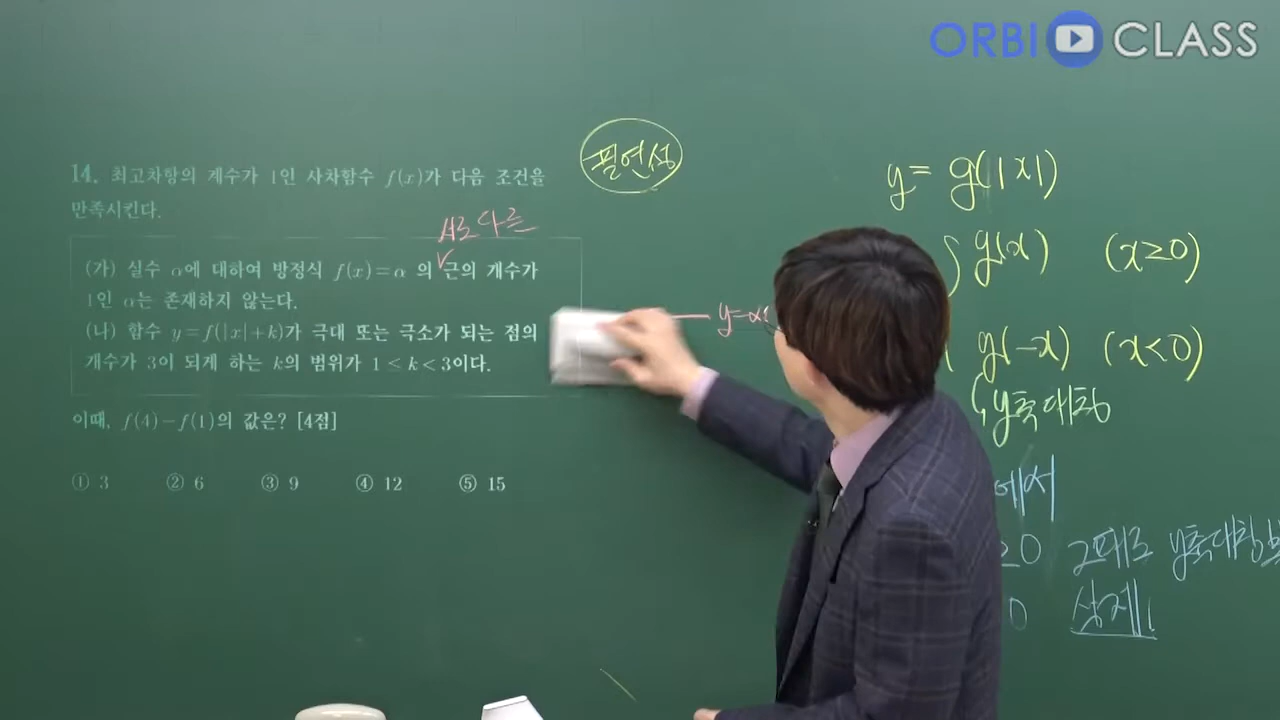 ORBI CLASS
필연성
14. 최고차항의 계수가 1인 사차함수 f(x)가 다음 조건을
만족시킨다.
서로 다른
(가) 실수 α에 대하여 방정식 f(x)=α 의 근의 개수가
1인 α는 존재하지 않는다.
(나) 함수 y=f(|x|+k)가 극대 또는 극소가 되는 점의
개수가 3이 되게 하는 k의 범위가 1≤k<3이다.
이때, f(4)-f(1)의 값은? [4점]
① 3 ② 6 ③ 9 ④ 12 ⑤ 15
y=α
y= g(|x|)
g(x) (x≥0)
g(-x) (x<0)
y축대칭
에서
≥0 그대로 y축대칭
0 삭제!